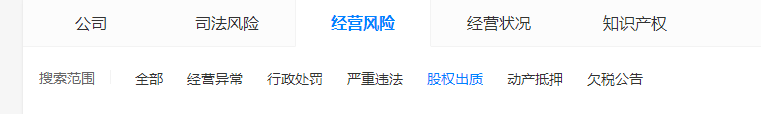 公司 司法风险 经营风险 经营状况 知识产权
搜索范围 全部 经营异常 行政处罚 严重违法 股权出质 动产抵押 欠税公告